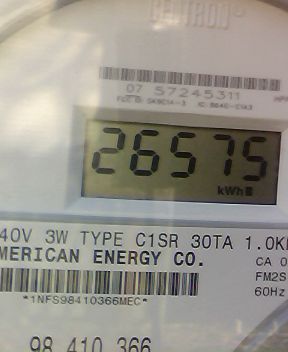 CENTRON
07 57245311
26575
kWh
40V 3W TYPE C1SR 30TA 1.0K
MERICAN ENERGY CO.
CA 0
FM2S
60Hz
*1NFS98410366MEC*
98 410 366